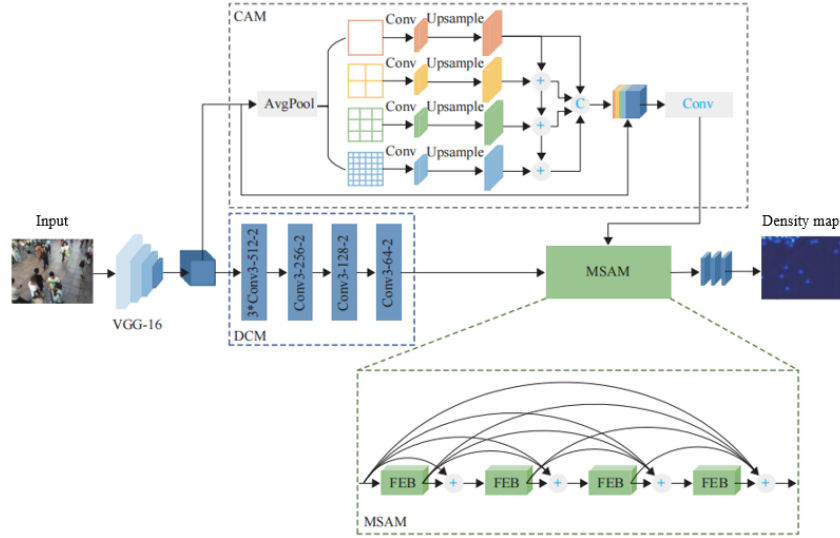 CAM
Conv
Upsample
Conv
Upsample
AvgPool
Conv
Upsample
Conv
Upsample
+
+
+
C
Conv
Input
VGG-16
3*Conv3-512-2
Conv3-256-2
Conv3-128-2
Conv3-64-2
DCM
MSAM
Density map
FEB
+
FEB
+
FEB
+
FEB
+
MSAM